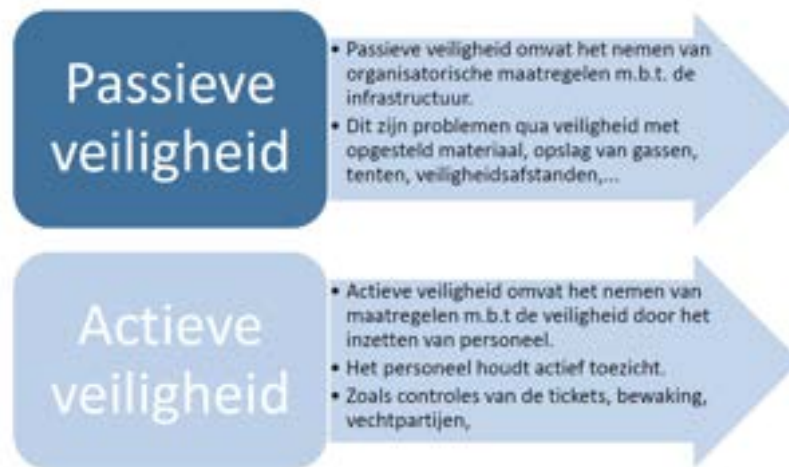 Passieve
veiligheid
• Passieve veiligheid omvat het nemen van
organisatorische maatregelen m.b.t. de
infrastructuur.
• Dit zijn problemen qua veiligheid met
opgesteld materiaal, opslag van gassen,
tenten, veiligheidsafstanden,...
Actieve
veiligheid
• Actieve veiligheid omvat het nemen van
maatregelen m.b.t de veiligheid door het
inzetten van personeel.
• Het personeel houdt actief toezicht.
• Zoals controles van de tickets, bewaking,
vechtpartijen,